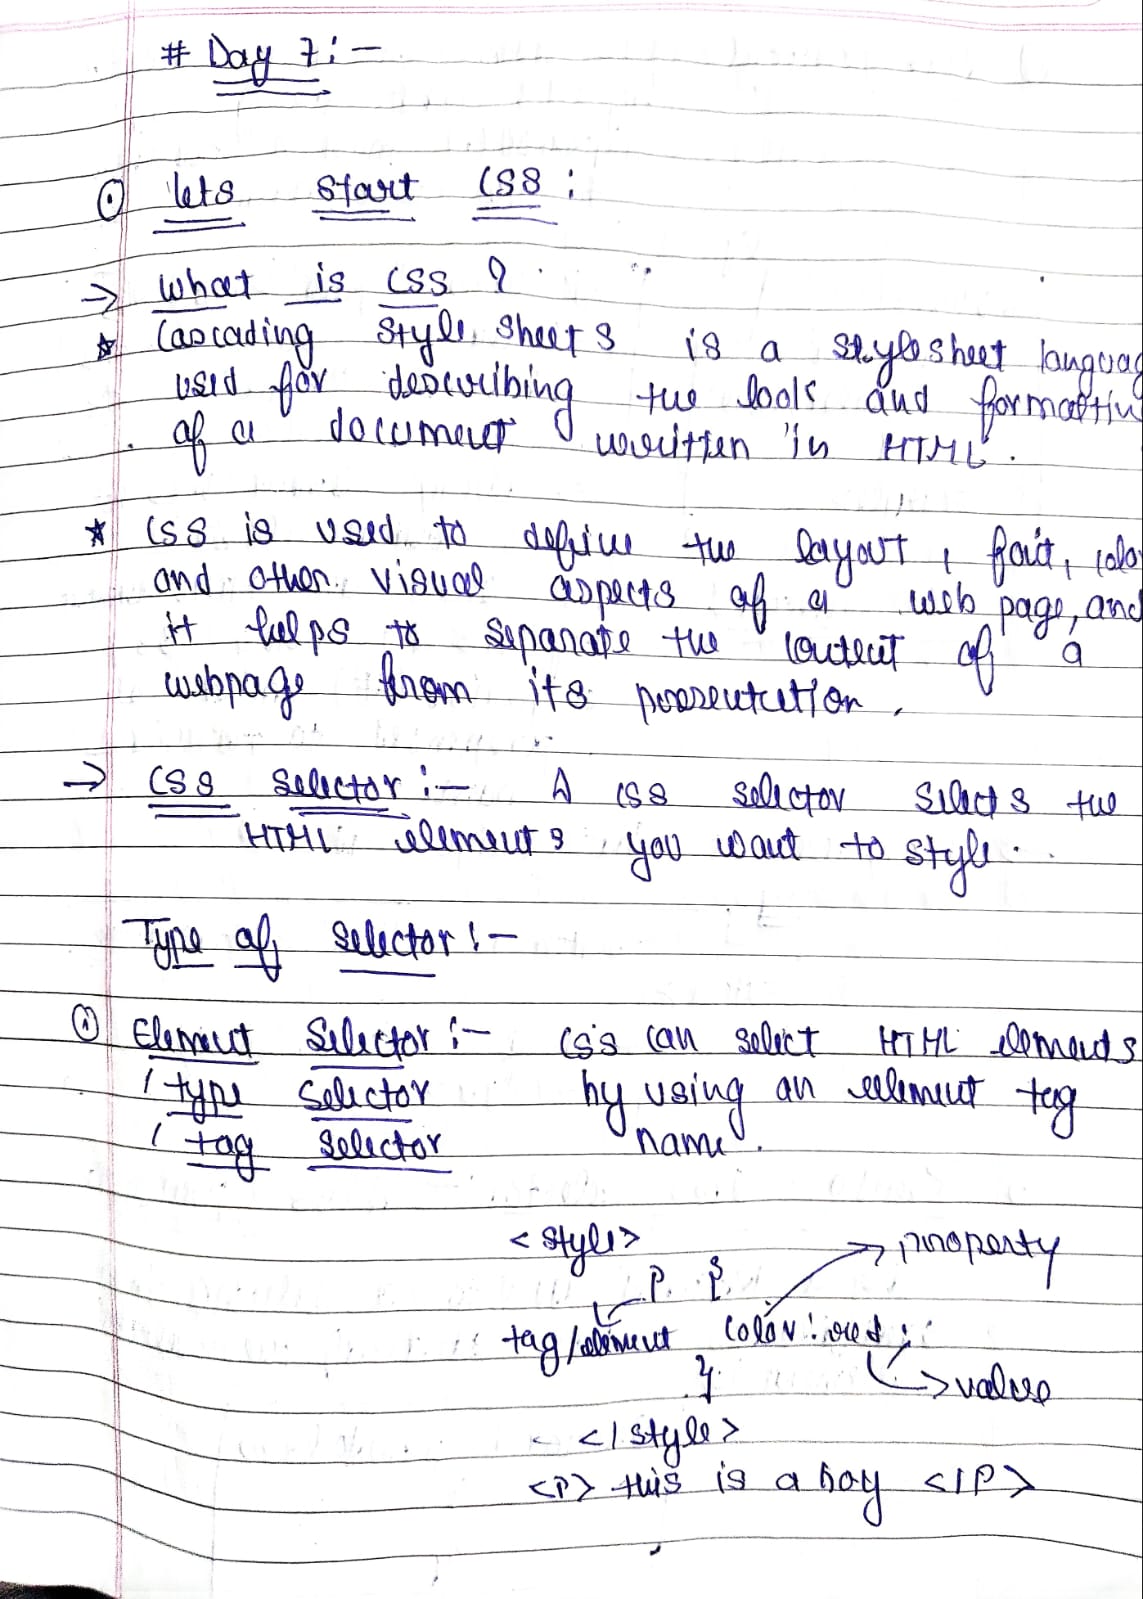 # Day 7:-
① lets start CSS :
→ what is CSS ?
☆ Cascading Style Sheets is a stylesheet languag
used for describing the look and formattin
of a document written in HTML.
★ CSS is used to define the layout, font, colo
and other visual aspects of a web page, and
it helps to separate the content of a
webpage from its presentation.
→ CSS Selector :- A CSS selector selects the
HTML elements you want to style.
Type of selector :-
① Element Selector :- CSS can select HTML elements
/ type selector by using an element tag
/ tag selector name.
<style> → property
p {
tag/element color : red ;
} → value
</style>
<P> this is a boy </P>